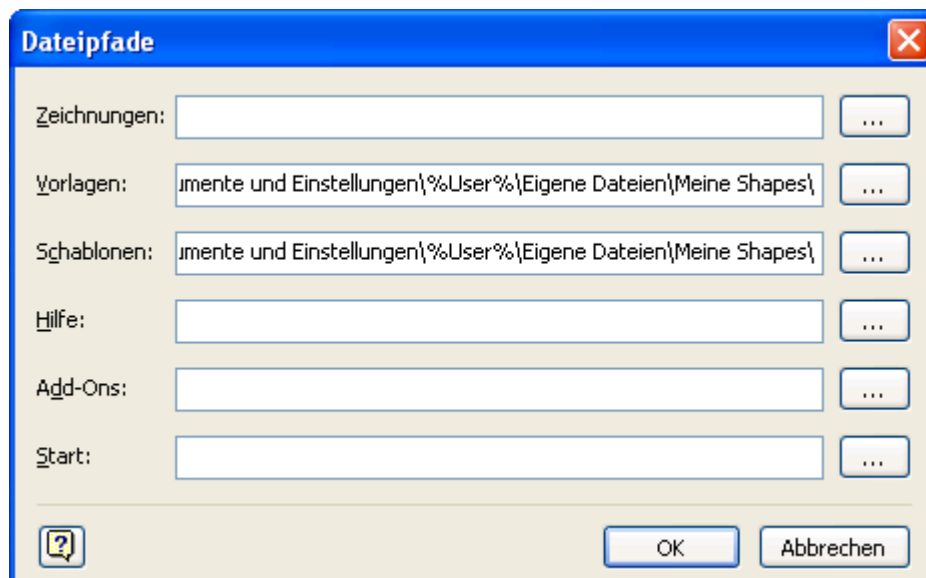 Dateipfade
Zeichnungen: ...
Vorlagen: umente und Einstellungen\%User%\Eigene Dateien\Meine Shapes\ ...
Schablonen: umente und Einstellungen\%User%\Eigene Dateien\Meine Shapes\ ...
Hilfe: ...
Add-Ons: ...
Start: ...
? OK Abbrechen